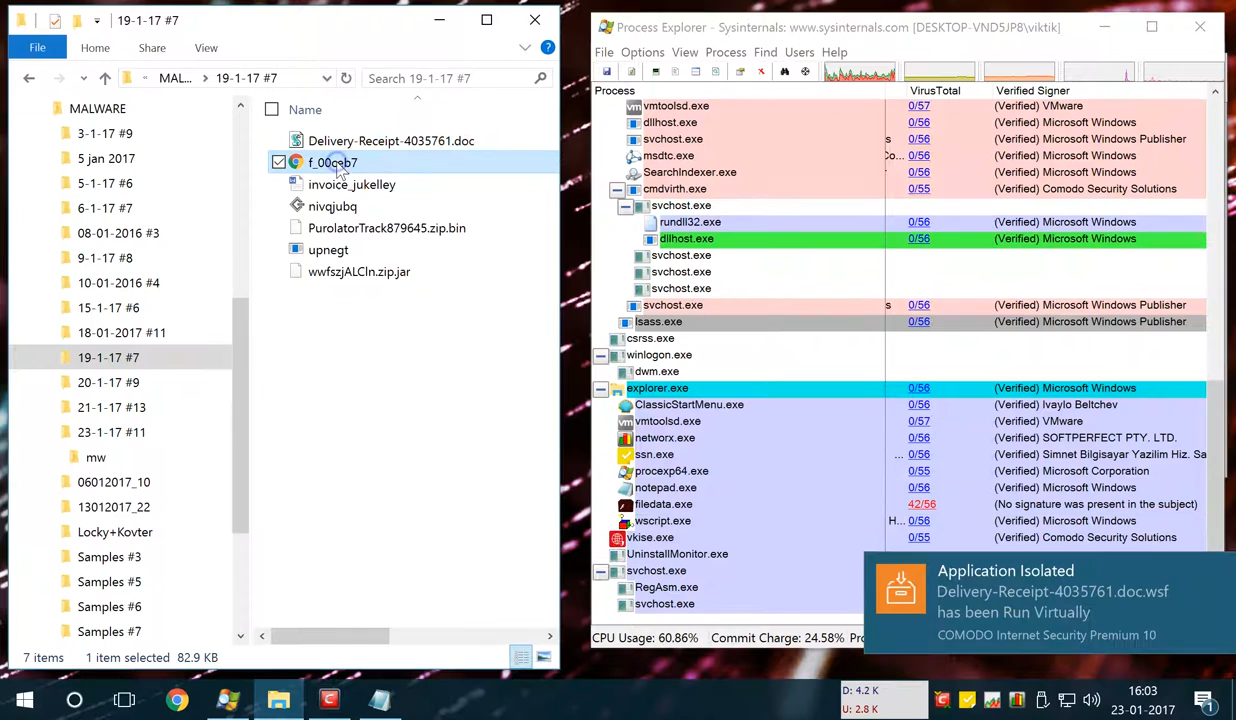 19-1-17 #7
File
Home
Share
View
MAL...
19-1-17 #7
Search 19-1-17 #7
MALWARE
3-1-17 #9
5 jan 2017
5-1-17 #6
6-1-17 #7
08-01-2016 #3
9-1-17 #8
10-01-2016 #4
15-1-17 #6
18-01-2017 #11
19-1-17 #7
20-1-17 #9
21-1-17 #13
23-1-17 #11
mw
06012017_10
13012017_22
Locky+Kovter
Samples #3
Samples #5
Samples #6
Samples #7
Name
Delivery-Receipt-4035761.doc
invoice_jukelley
nivqjubq
PurolatorTrack879645.zip.bin
upnegt
wwfszjALCln.zip.jar
7 items 1 item selected 82.9 KB
Process Explorer - Sysinternals: www.sysinternals.com [DESKTOP-VND5JP8\viktik]
File Options View Process Find Users Help
Process VirusTotal Verified Signer
vmtoolsd.exe 0/57 (Verified) VMware
dllhost.exe 0/56 (Verified) Microsoft Windows
svchost.exe s 0/56 (Verified) Microsoft Windows Publisher
msdtc.exe Co... 0/56 (Verified) Microsoft Windows
SearchIndexer.exe 0/56 (Verified) Microsoft Windows
cmdvirth.exe 0/55 (Verified) Comodo Security Solutions
svchost.exe
rundll32.exe 0/56 (Verified) Microsoft Windows
dllhost.exe 0/56 (Verified) Microsoft Windows
svchost.exe
svchost.exe
svchost.exe
svchost.exe s 0/56 (Verified) Microsoft Windows Publisher
lsass.exe 0/56 (Verified) Microsoft Windows Publisher
csrss.exe
winlogon.exe
dwm.exe
explorer.exe 0/56 (Verified) Microsoft Windows
ClassicStartMenu.exe 0/56 (Verified) Ivaylo Beltchev
vmtoolsd.exe 0/57 (Verified) VMware
networx.exe 0/56 (Verified) SOFTPERFECT PTY. LTD.
ssn.exe ... 0/56 (Verified) Simnet Bilgisayar Yazilim Hiz. Sa
procexp64.exe 0/55 (Verified) Microsoft Corporation
notepad.exe 0/56 (Verified) Microsoft Windows
filedata.exe 42/56 (No signature was present in the subject)
wscript.exe H... 0/56 (Verified) Microsoft Windows
vkise.exe 0/55 (Verified) Comodo Security Solutions
UninstallMonitor.exe
svchost.exe
RegAsm.exe
svchost.exe
CPU Usage: 60.86% Commit Charge: 24.58%
Application Isolated
Delivery-Receipt-4035761.doc.wsf
has been Run Virtually
COMODO Internet Security Premium 10
D: 4.2 K
U: 2.8 K
16:03
23-01-2017
1